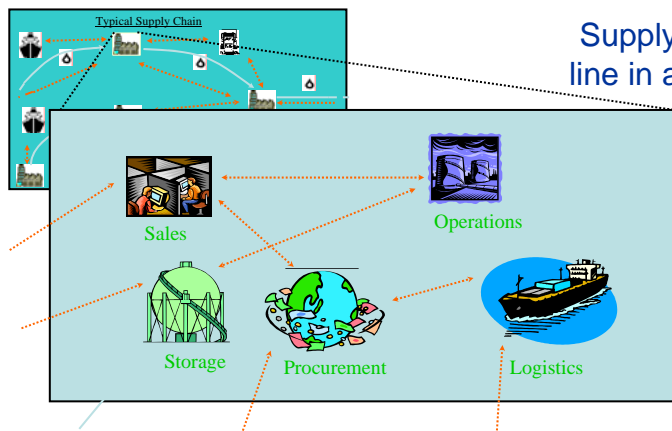 Typical Supply Chain
Supply
line in a
Sales
Operations
Storage
Procurement
Logistics